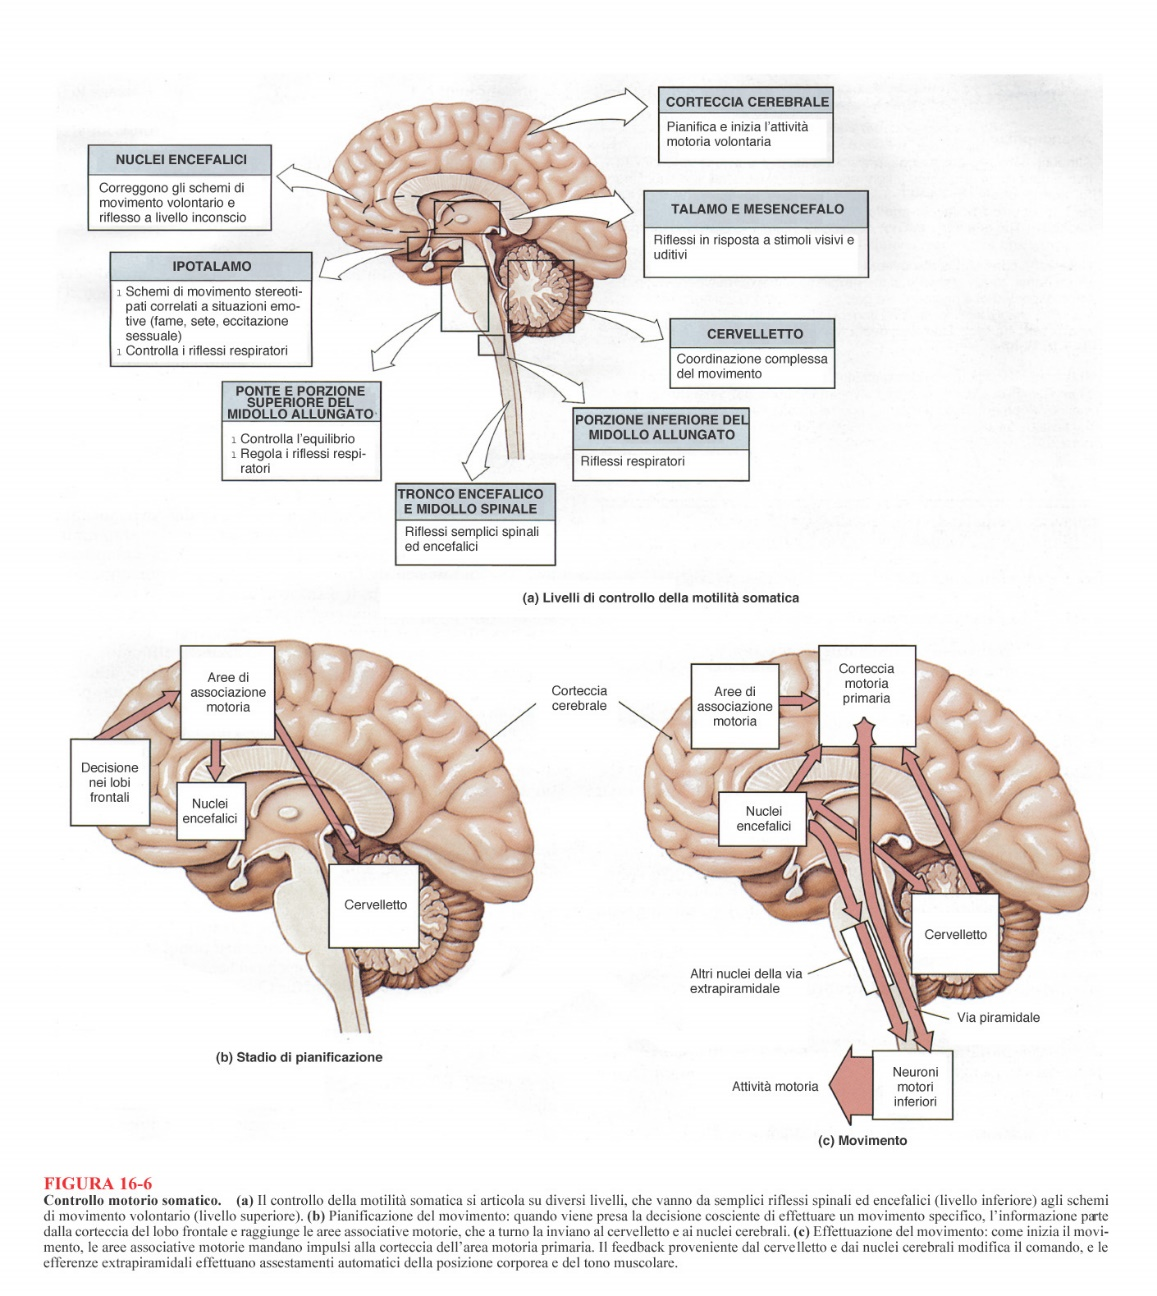 CORTECCIA CEREBRALE
Pianifica e inizia l'attività
motoria volontaria
NUCLEI ENCEFALICI
Correggono gli schemi di
movimento volontario e
riflesso a livello inconscio
TALAMO E MESENCEFALO
Riflessi in risposta a stimoli visivi e
uditivi
IPOTALAMO
ı Schemi di movimento stereoti-
pati correlati a situazioni emo-
tive (fame, sete, eccitazione
sessuale)
ı Controlla i riflessi respiratori
CERVELLETTO
Coordinazione complessa
del movimento
PONTE E PORZIONE
SUPERIORE DEL
MIDOLLO ALLUNGATO
ı Controlla l'equilibrio
ı Regola i riflessi respi-
ratori
PORZIONE INFERIORE DEL
MIDOLLO ALLUNGATO
Riflessi respiratori
TRONCO ENCEFALICO
E MIDOLLO SPINALE
Riflessi semplici spinali
ed encefalici
(a) Livelli di controllo della motilità somatica
Aree di
associazione
motoria
Decisione
nei lobi
frontali
Nuclei
encefalici
Cervelletto
Corteccia
cerebrale
(b) Stadio di pianificazione
Aree di
associazione
motoria
Corteccia
motoria
primaria
Nuclei
encefalici
Cervelletto
Altri nuclei della via
extrapiramidale
Via piramidale
Attività motoria
Neuroni
motori
inferiori
(c) Movimento
FIGURA 16-6
Controllo motorio somatico. (a) Il controllo della motilità somatica si articola su diversi livelli, che vanno da semplici riflessi spinali ed encefalici (livello inferiore) agli schemi
di movimento volontario (livello superiore). (b) Pianificazione del movimento: quando viene presa la decisione cosciente di effettuare un movimento specifico, l'informazione parte
dalla corteccia del lobo frontale e raggiunge le aree associative motorie, che a turno la inviano al cervelletto e ai nuclei cerebrali. (c) Effettuazione del movimento: come inizia il movi-
mento, le aree associative motorie mandano impulsi alla corteccia dell'area motoria primaria. Il feedback proveniente dal cervelletto e dai nuclei cerebrali modifica il comando, e le
efferenze extrapiramidali effettuano assestamenti automatici della posizione corporea e del tono muscolare.